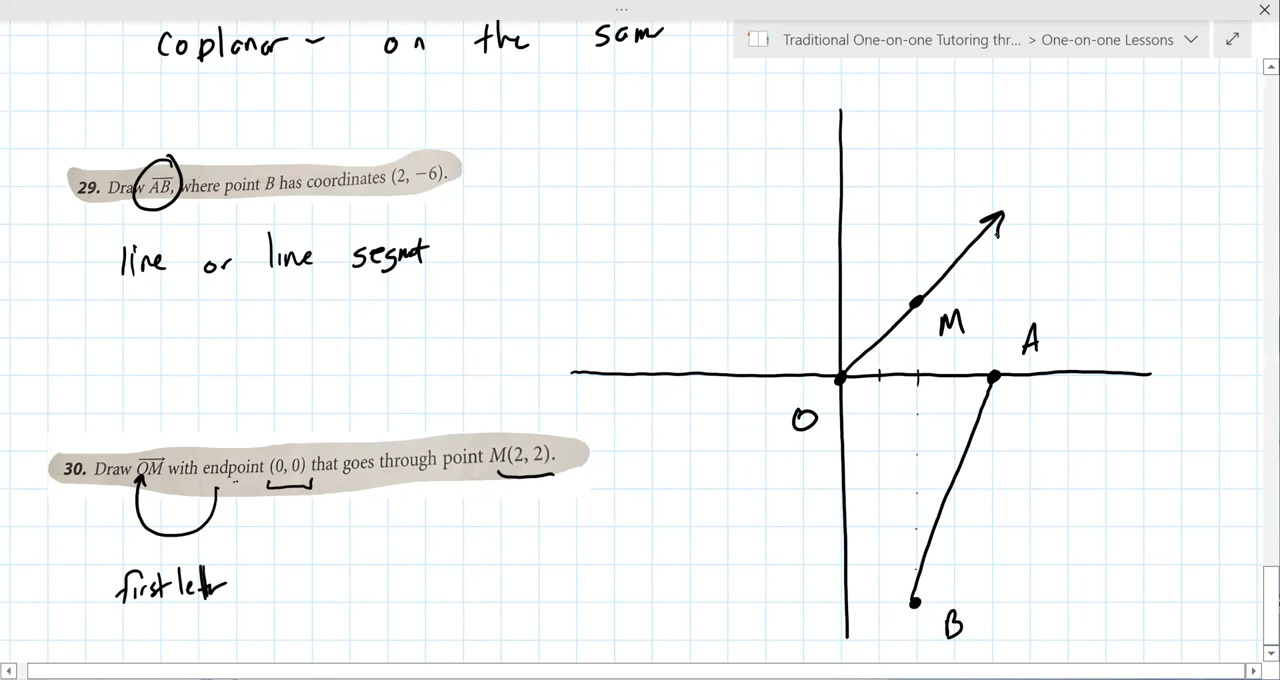 coplanar - on the same
Traditional One-on-one Tutoring thr... > One-on-one Lessons
29. Draw AB, where point B has coordinates (2, −6).
line or line segmt
M
A
O
30. Draw OM with endpoint (0, 0) that goes through point M(2, 2).
first letter
B